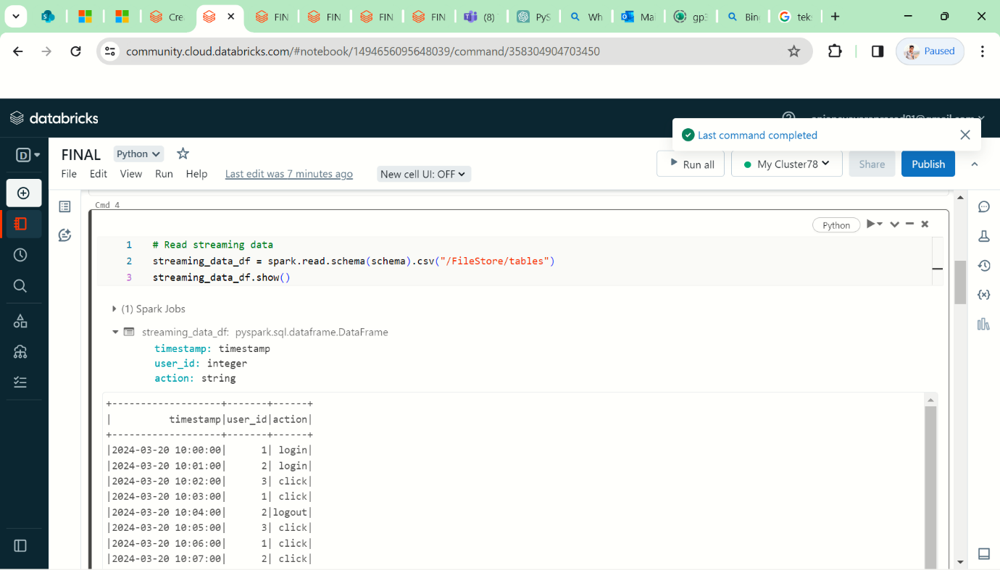 Cre
FIN
FIN
FIN
FIN
(8)
PyS
Wh
Ma
gp3
Bin
teks
community.cloud.databricks.com/#notebook/1494656095648039/command/358304904703450
Paused
databricks
Last command completed
D
FINAL
Python
File Edit View Run Help Last edit was 7 minutes ago New cell UI: OFF
Run all
My Cluster78
Share
Publish
Cmd 4
Python
1 # Read streaming data
2 streaming_data_df = spark.read.schema(schema).csv("/FileStore/tables")
3 streaming_data_df.show()
(1) Spark Jobs
streaming_data_df: pyspark.sql.dataframe.DataFrame
timestamp: timestamp
user_id: integer
action: string
+-------------------+-------+------+
|          timestamp|user_id|action|
+-------------------+-------+------+
|2024-03-20 10:00:00|      1| login|
|2024-03-20 10:01:00|      2| login|
|2024-03-20 10:02:00|      3| click|
|2024-03-20 10:03:00|      1| click|
|2024-03-20 10:04:00|      2|logout|
|2024-03-20 10:05:00|      3| click|
|2024-03-20 10:06:00|      1| click|
|2024-03-20 10:07:00|      2| click|